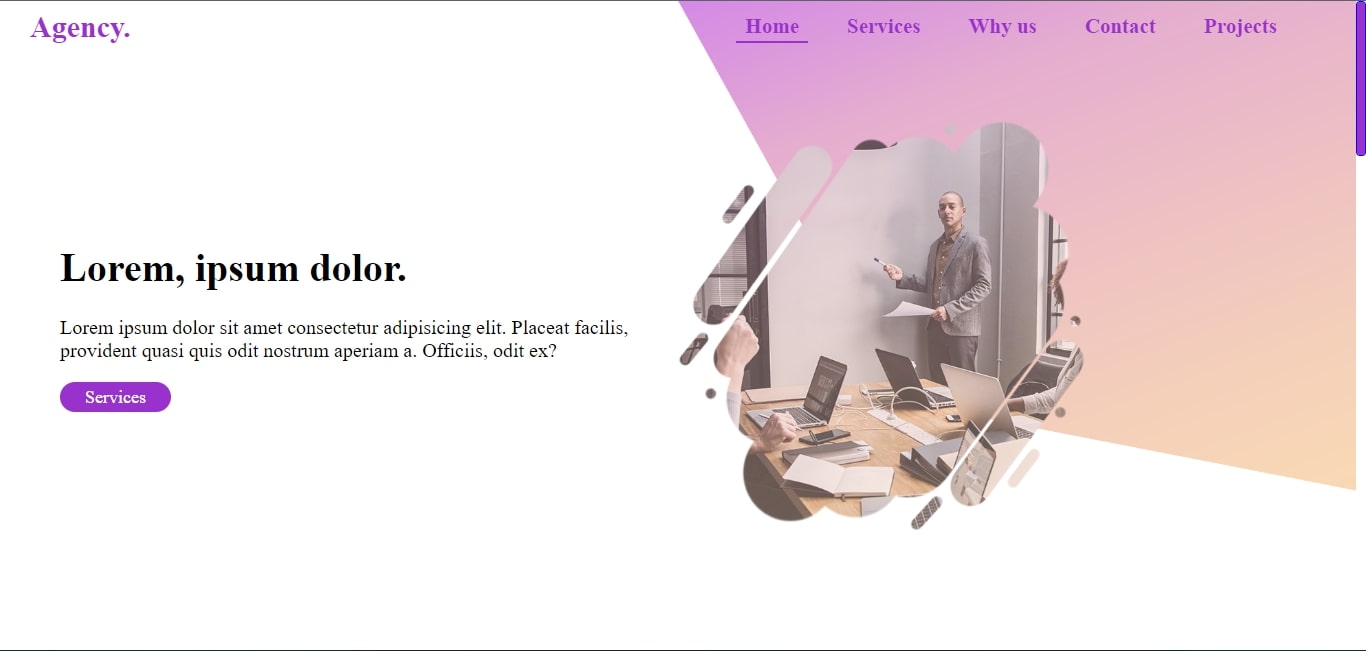 Agency.
Home Services Why us Contact Projects
Lorem, ipsum dolor.
Lorem ipsum dolor sit amet consectetur adipisicing elit. Placeat facilis,
provident quasi quis odit nostrum aperiam a. Officiis, odit ex?
Services